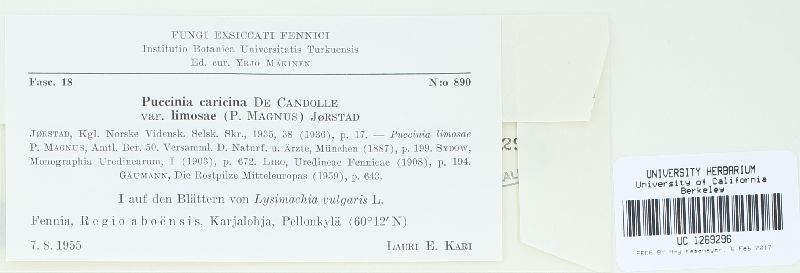 FUNGI EXSICCATI FENNICI
Institutio Botanica Universitatis Turkuensis
Ed. cur. YRJÖ MÄKINEN
Fasc. 18 N:o 890
Puccinia caricina DE CANDOLLE
var. limosae (P. MAGNUS) JØRSTAD
JØRSTAD, Kgl. Norske Vidensk. Selsk. Skr., 1935, 38 (1936), p. 17. — Puccinia limosae
P. MAGNUS, Amtl. Ber. 50. Versamml. D. Naturf. u. Ärzte, München (1887), p. 199. SYDOW,
Monographia Uredinearum, I (1903), p. 672. LIRO, Uredineae Fennicae (1908), p. 194.
GÄUMANN, Die Rostpilze Mitteleuropas (1959), p. 643.
I auf den Blättern von Lysimachia vulgaris L.
Fennia, Regio aboënsis, Karjalohja, Pellonkylä (60°12′N)
7. 8. 1955 LAURI E. KARI
29
UNIVERSITY HERBARIUM
University of California
Berkeley
UC 1269296
Feb 2017